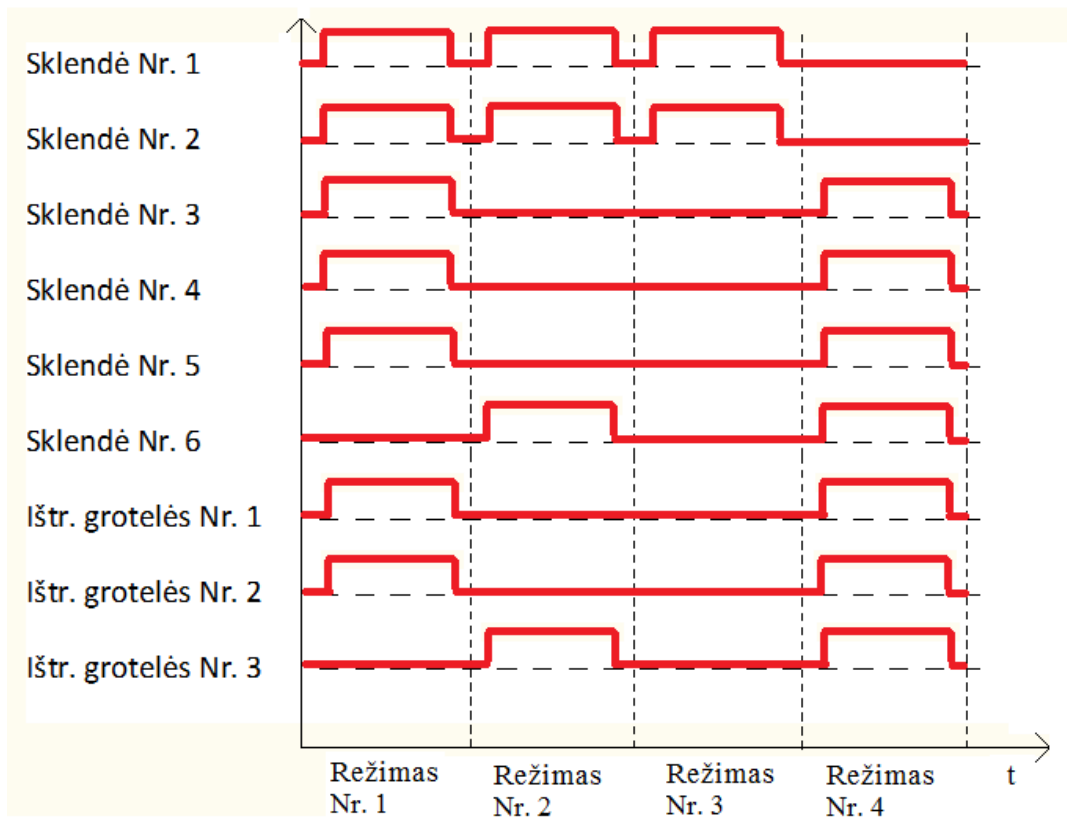 Sklendė Nr. 1
Sklendė Nr. 2
Sklendė Nr. 3
Sklendė Nr. 4
Sklendė Nr. 5
Sklendė Nr. 6
Ištr. grotelės Nr. 1
Ištr. grotelės Nr. 2
Ištr. grotelės Nr. 3
Režimas
Nr. 1
Režimas
Nr. 2
Režimas
Nr. 3
Režimas
Nr. 4
t